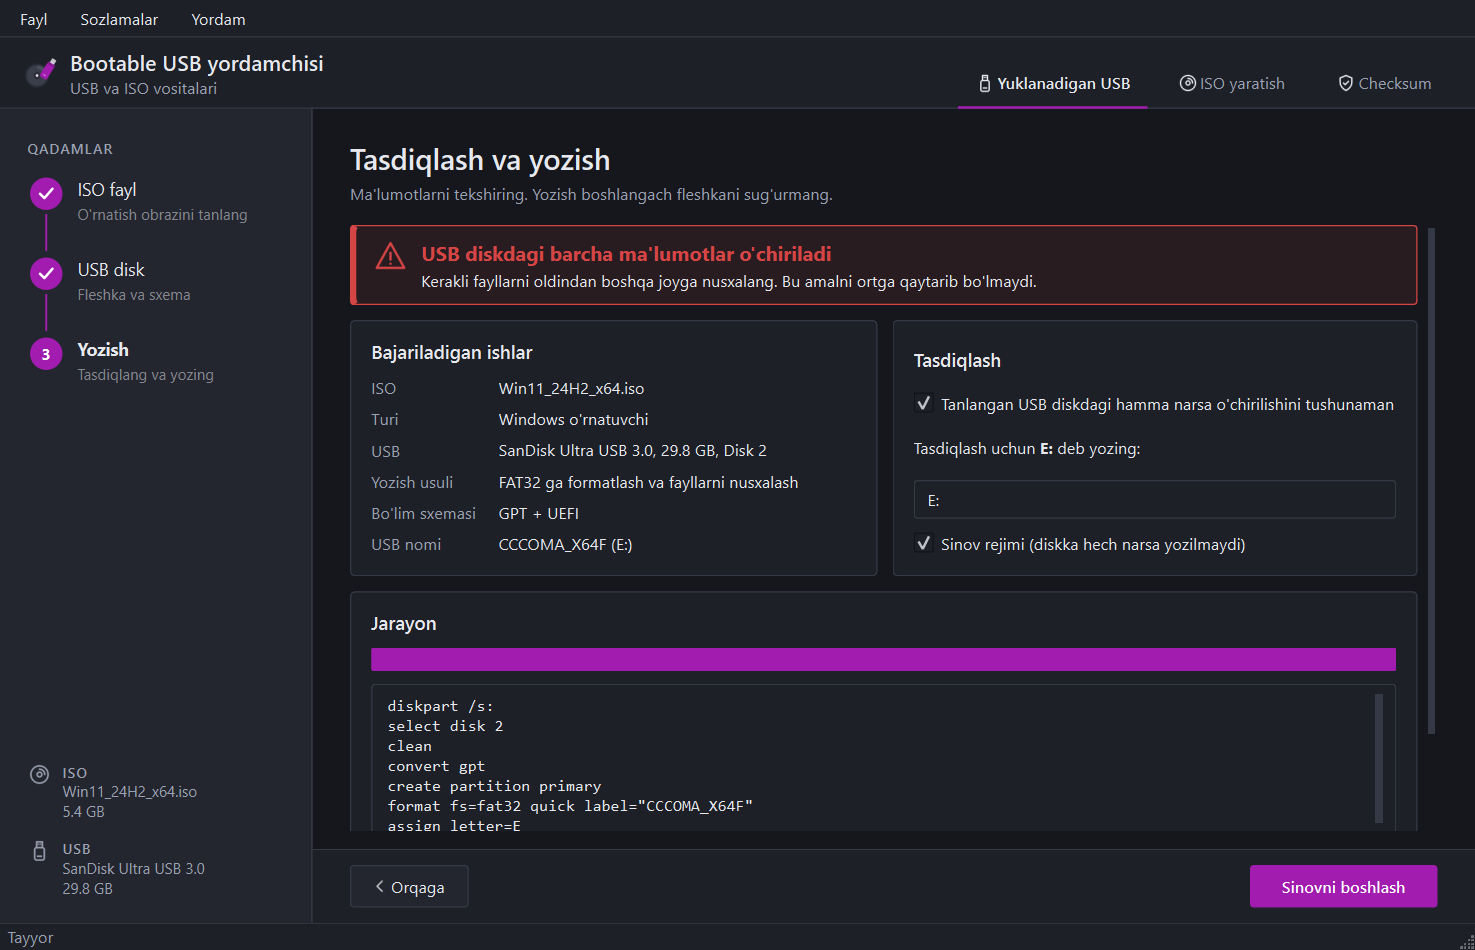 Fayl Sozlamalar Yordam
Bootable USB yordamchisi
USB va ISO vositalari
Yuklanadigan USB ISO yaratish Checksum
QADAMLAR
ISO fayl
O'rnatish obrazini tanlang
USB disk
Fleshka va sxema
3 Yozish
Tasdiqlang va yozing
ISO
Win11_24H2_x64.iso
5.4 GB
USB
SanDisk Ultra USB 3.0
29.8 GB
Tasdiqlash va yozish
Ma'lumotlarni tekshiring. Yozish boshlangach fleshkani sug'urmang.
USB diskdagi barcha ma'lumotlar o'chiriladi
Kerakli fayllarni oldindan boshqa joyga nusxalang. Bu amalni ortga qaytarib bo'lmaydi.
Bajariladigan ishlar
ISO Win11_24H2_x64.iso
Turi Windows o'rnatuvchi
USB SanDisk Ultra USB 3.0, 29.8 GB, Disk 2
Yozish usuli FAT32 ga formatlash va fayllarni nusxalash
Bo'lim sxemasi GPT + UEFI
USB nomi CCCOMA_X64F (E:)
Tasdiqlash
Tanlangan USB diskdagi hamma narsa o'chirilishini tushunaman
Tasdiqlash uchun E: deb yozing:
E:
Sinov rejimi (diskka hech narsa yozilmaydi)
Jarayon
diskpart /s:
select disk 2
clean
convert gpt
create partition primary
format fs=fat32 quick label="CCCOMA_X64F"
assign letter=E
Orqaga
Sinovni boshlash
Tayyor